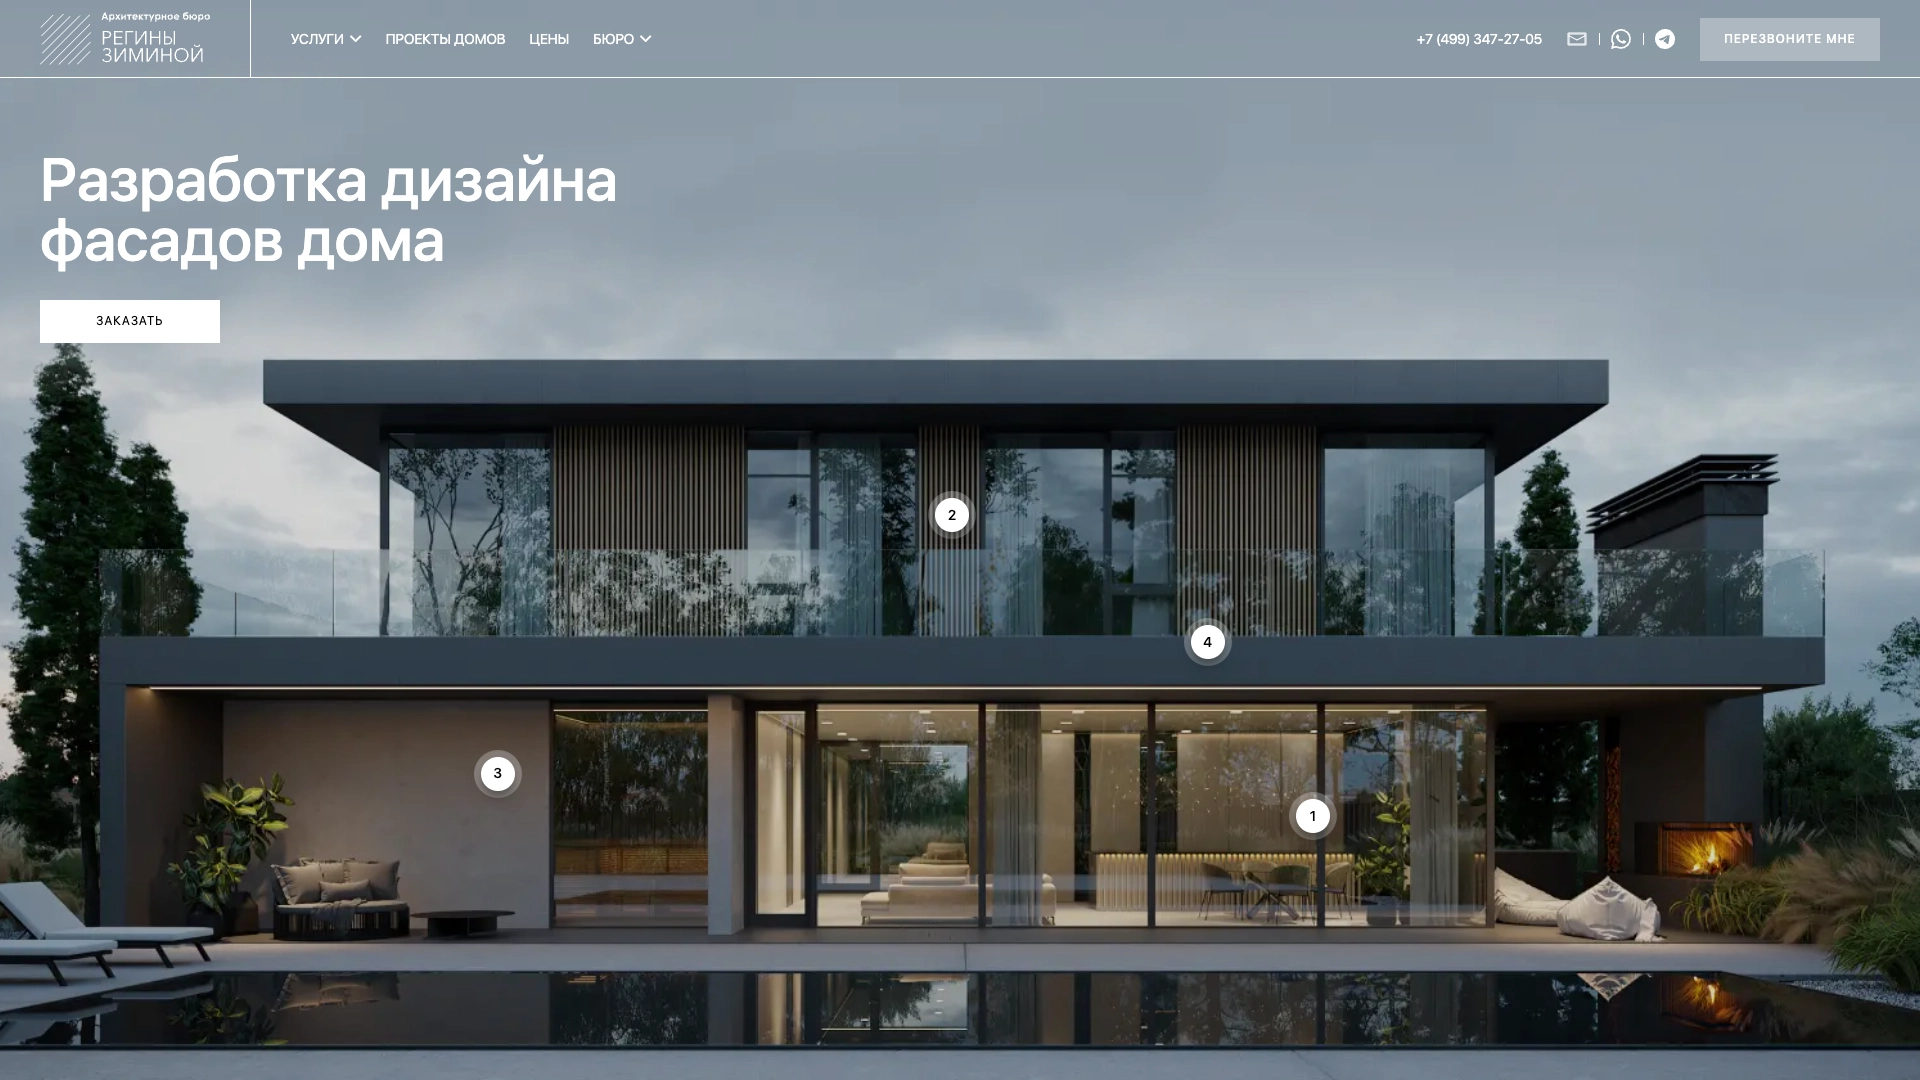 Архитектурное бюро
РЕГИНЫ
ЗИМИНОЙ
УСЛУГИ ПРОЕКТЫ ДОМОВ ЦЕНЫ БЮРО +7 (499) 347-27-05 ПЕРЕЗВОНИТЕ МНЕ
Разработка дизайна
фасадов дома
ЗАКАЗАТЬ
2
4
3
1